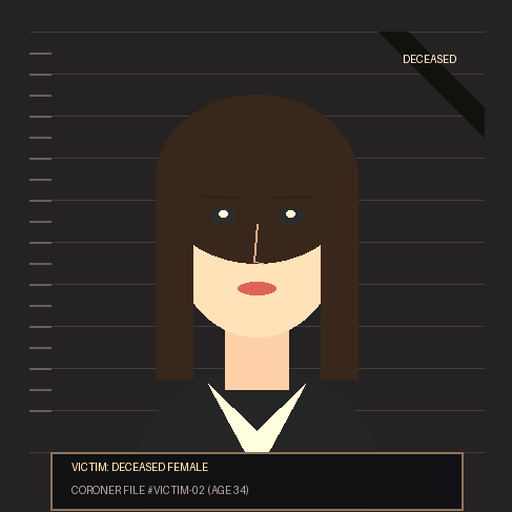 DECEASED
VICTIM: DECEASED FEMALE
CORONER FILE #VICTIM-02 (AGE 34)